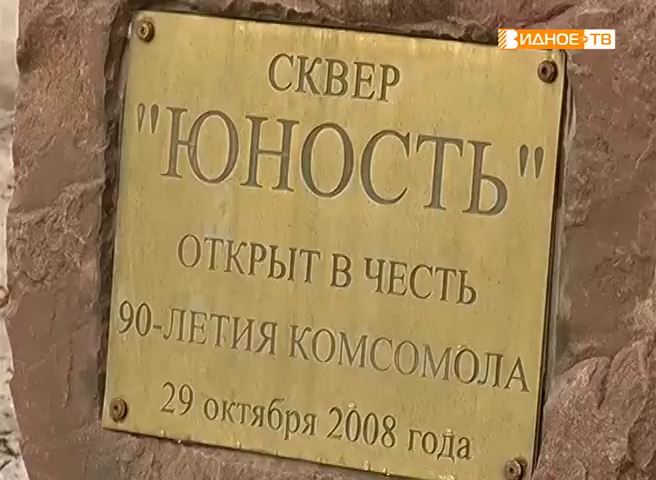 ВИДНОЕ-ТВ
СКВЕР
"ЮНОСТЬ"
ОТКРЫТ В ЧЕСТЬ
90-ЛЕТИЯ КОМСОМОЛА
29 октября 2008 года